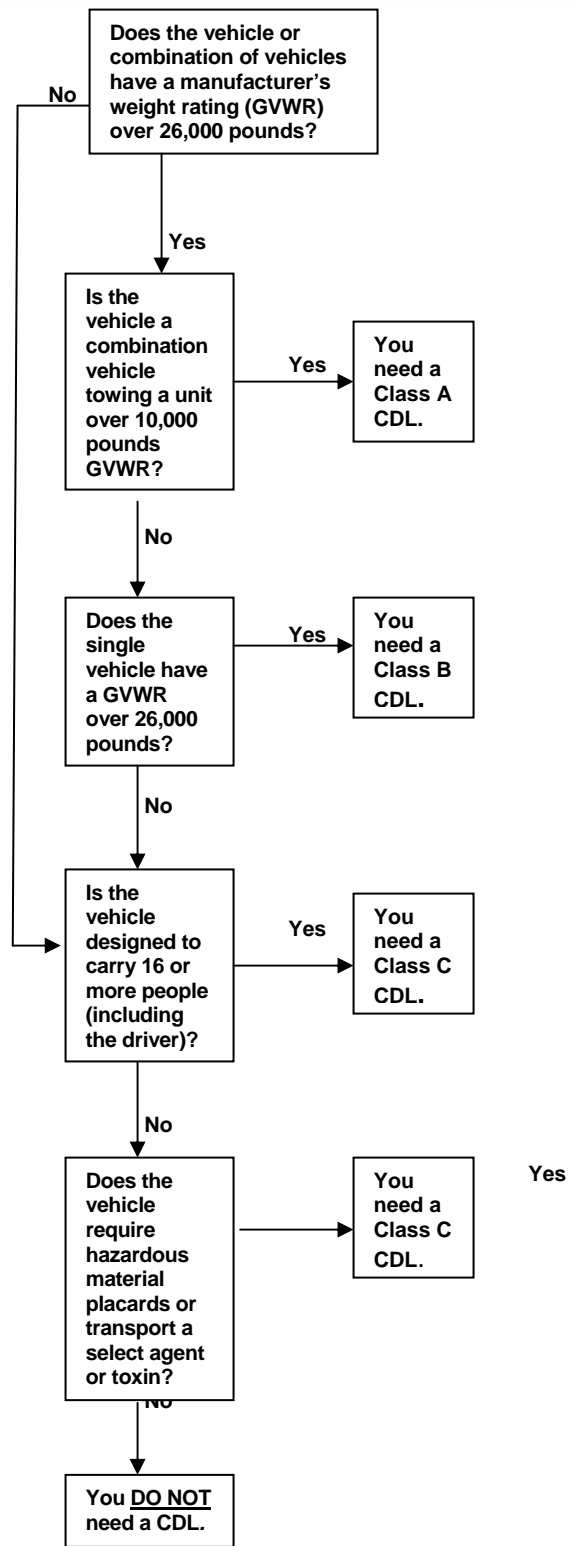 Does the vehicle or
combination of vehicles
have a manufacturer’s
weight rating (GVWR)
over 26,000 pounds?
No
Yes
Is the
vehicle a
combination
vehicle
towing a unit
over 10,000
pounds
GVWR?
Yes
You
need a
Class A
CDL.
No
Does the
single
vehicle have
a GVWR
over 26,000
pounds?
Yes
You
need a
Class B
CDL.
No
Is the
vehicle
designed to
carry 16 or
more people
(including
the driver)?
Yes
You
need a
Class C
CDL.
No
Does the
vehicle
require
hazardous
material
placards or
transport a
select agent
or toxin?
You
need a
Class C
CDL.
Yes
No
You DO NOT
need a CDL.